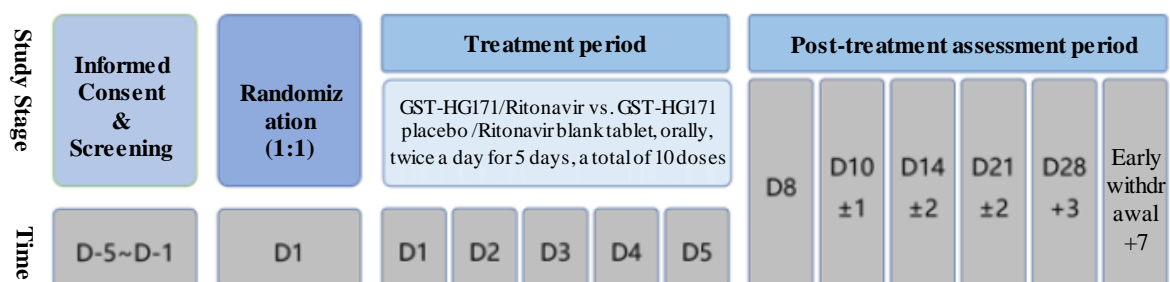 Study Stage
Informed
Consent
&
Screening
Randomiz
ation
(1:1)
Treatment period
GST-HG171/Ritonavir vs. GST-HG171
placebo /Ritonavir blank tablet, orally,
twice a day for 5 days, a total of 10 doses
Post-treatment assessment period
D8
D10
±1
D14
±2
D21
±2
D28
+3
Early
withdr
awal
+7
Time
D-5~D-1
D1
D1
D2
D3
D4
D5